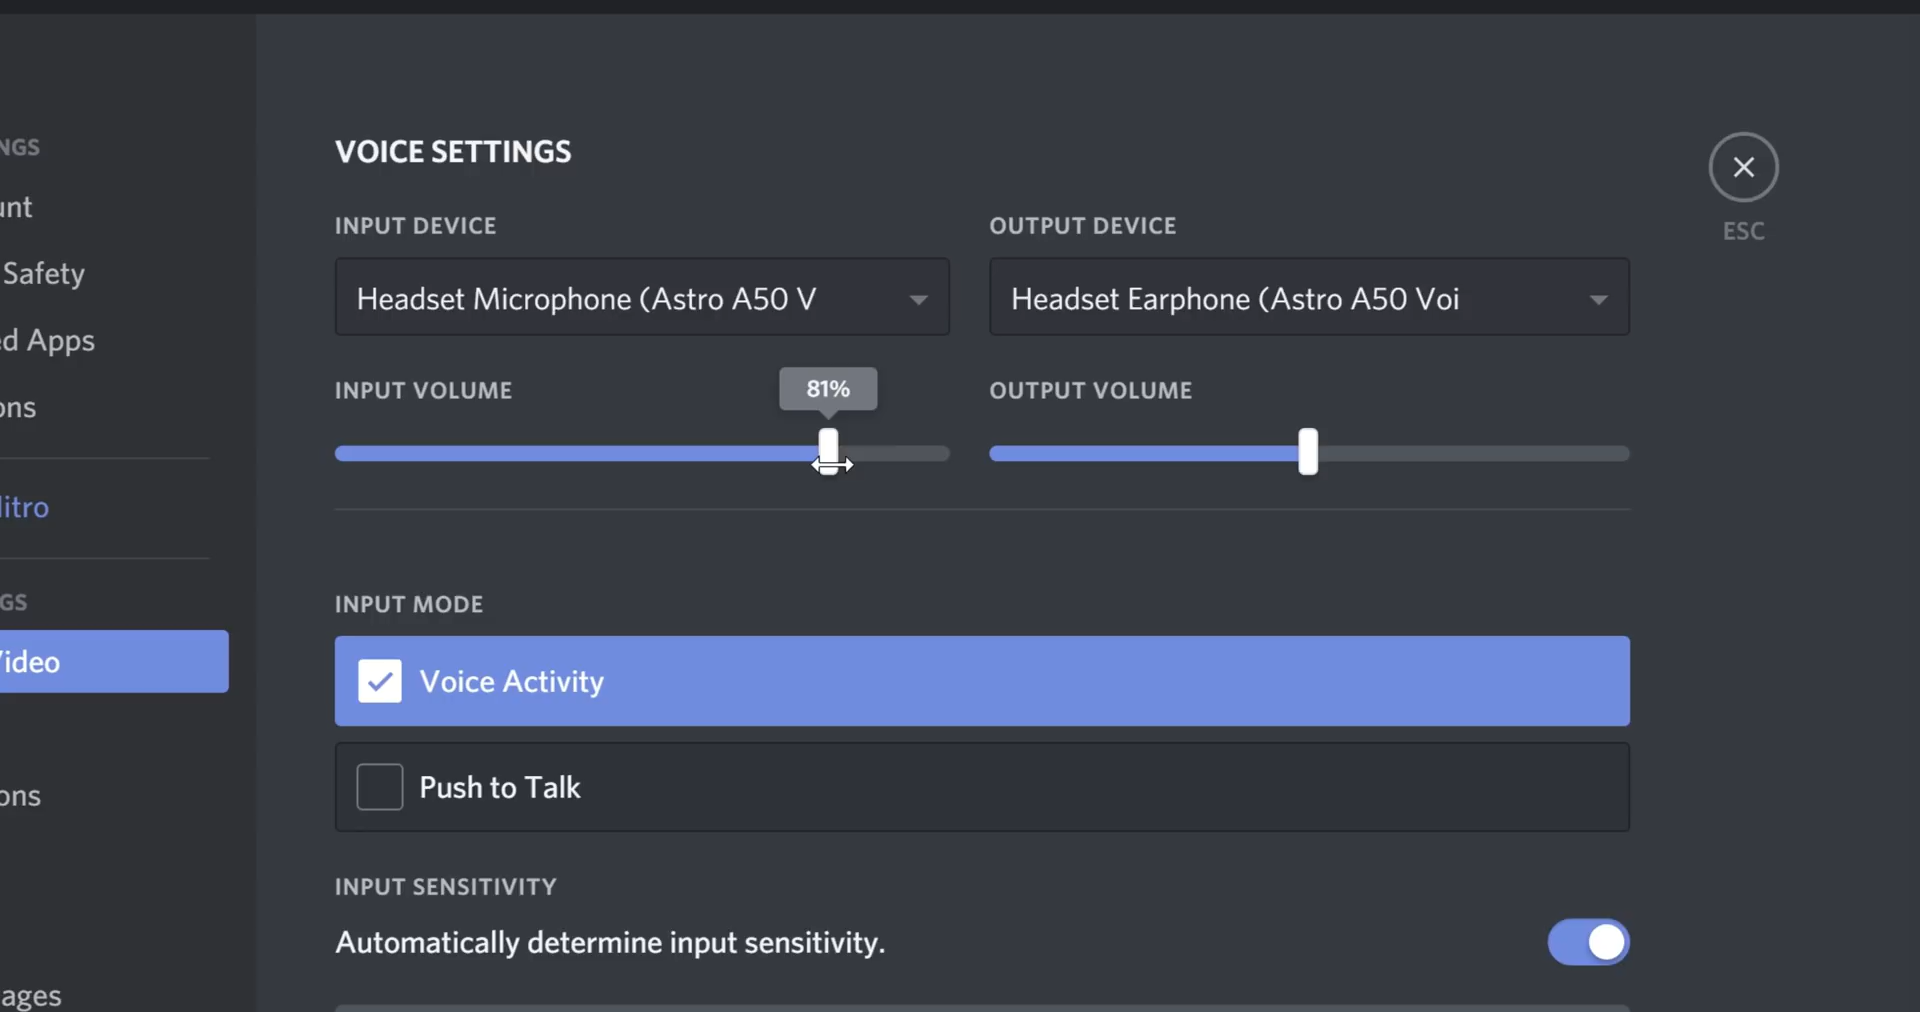 NGS
unt
Safety
ed Apps
ons
litro
GS
Video
ons
ages
VOICE SETTINGS
INPUT DEVICE
Headset Microphone (Astro A50 V
OUTPUT DEVICE
Headset Earphone (Astro A50 Voi
INPUT VOLUME
81%
OUTPUT VOLUME
INPUT MODE
Voice Activity
Push to Talk
INPUT SENSITIVITY
Automatically determine input sensitivity.
ESC